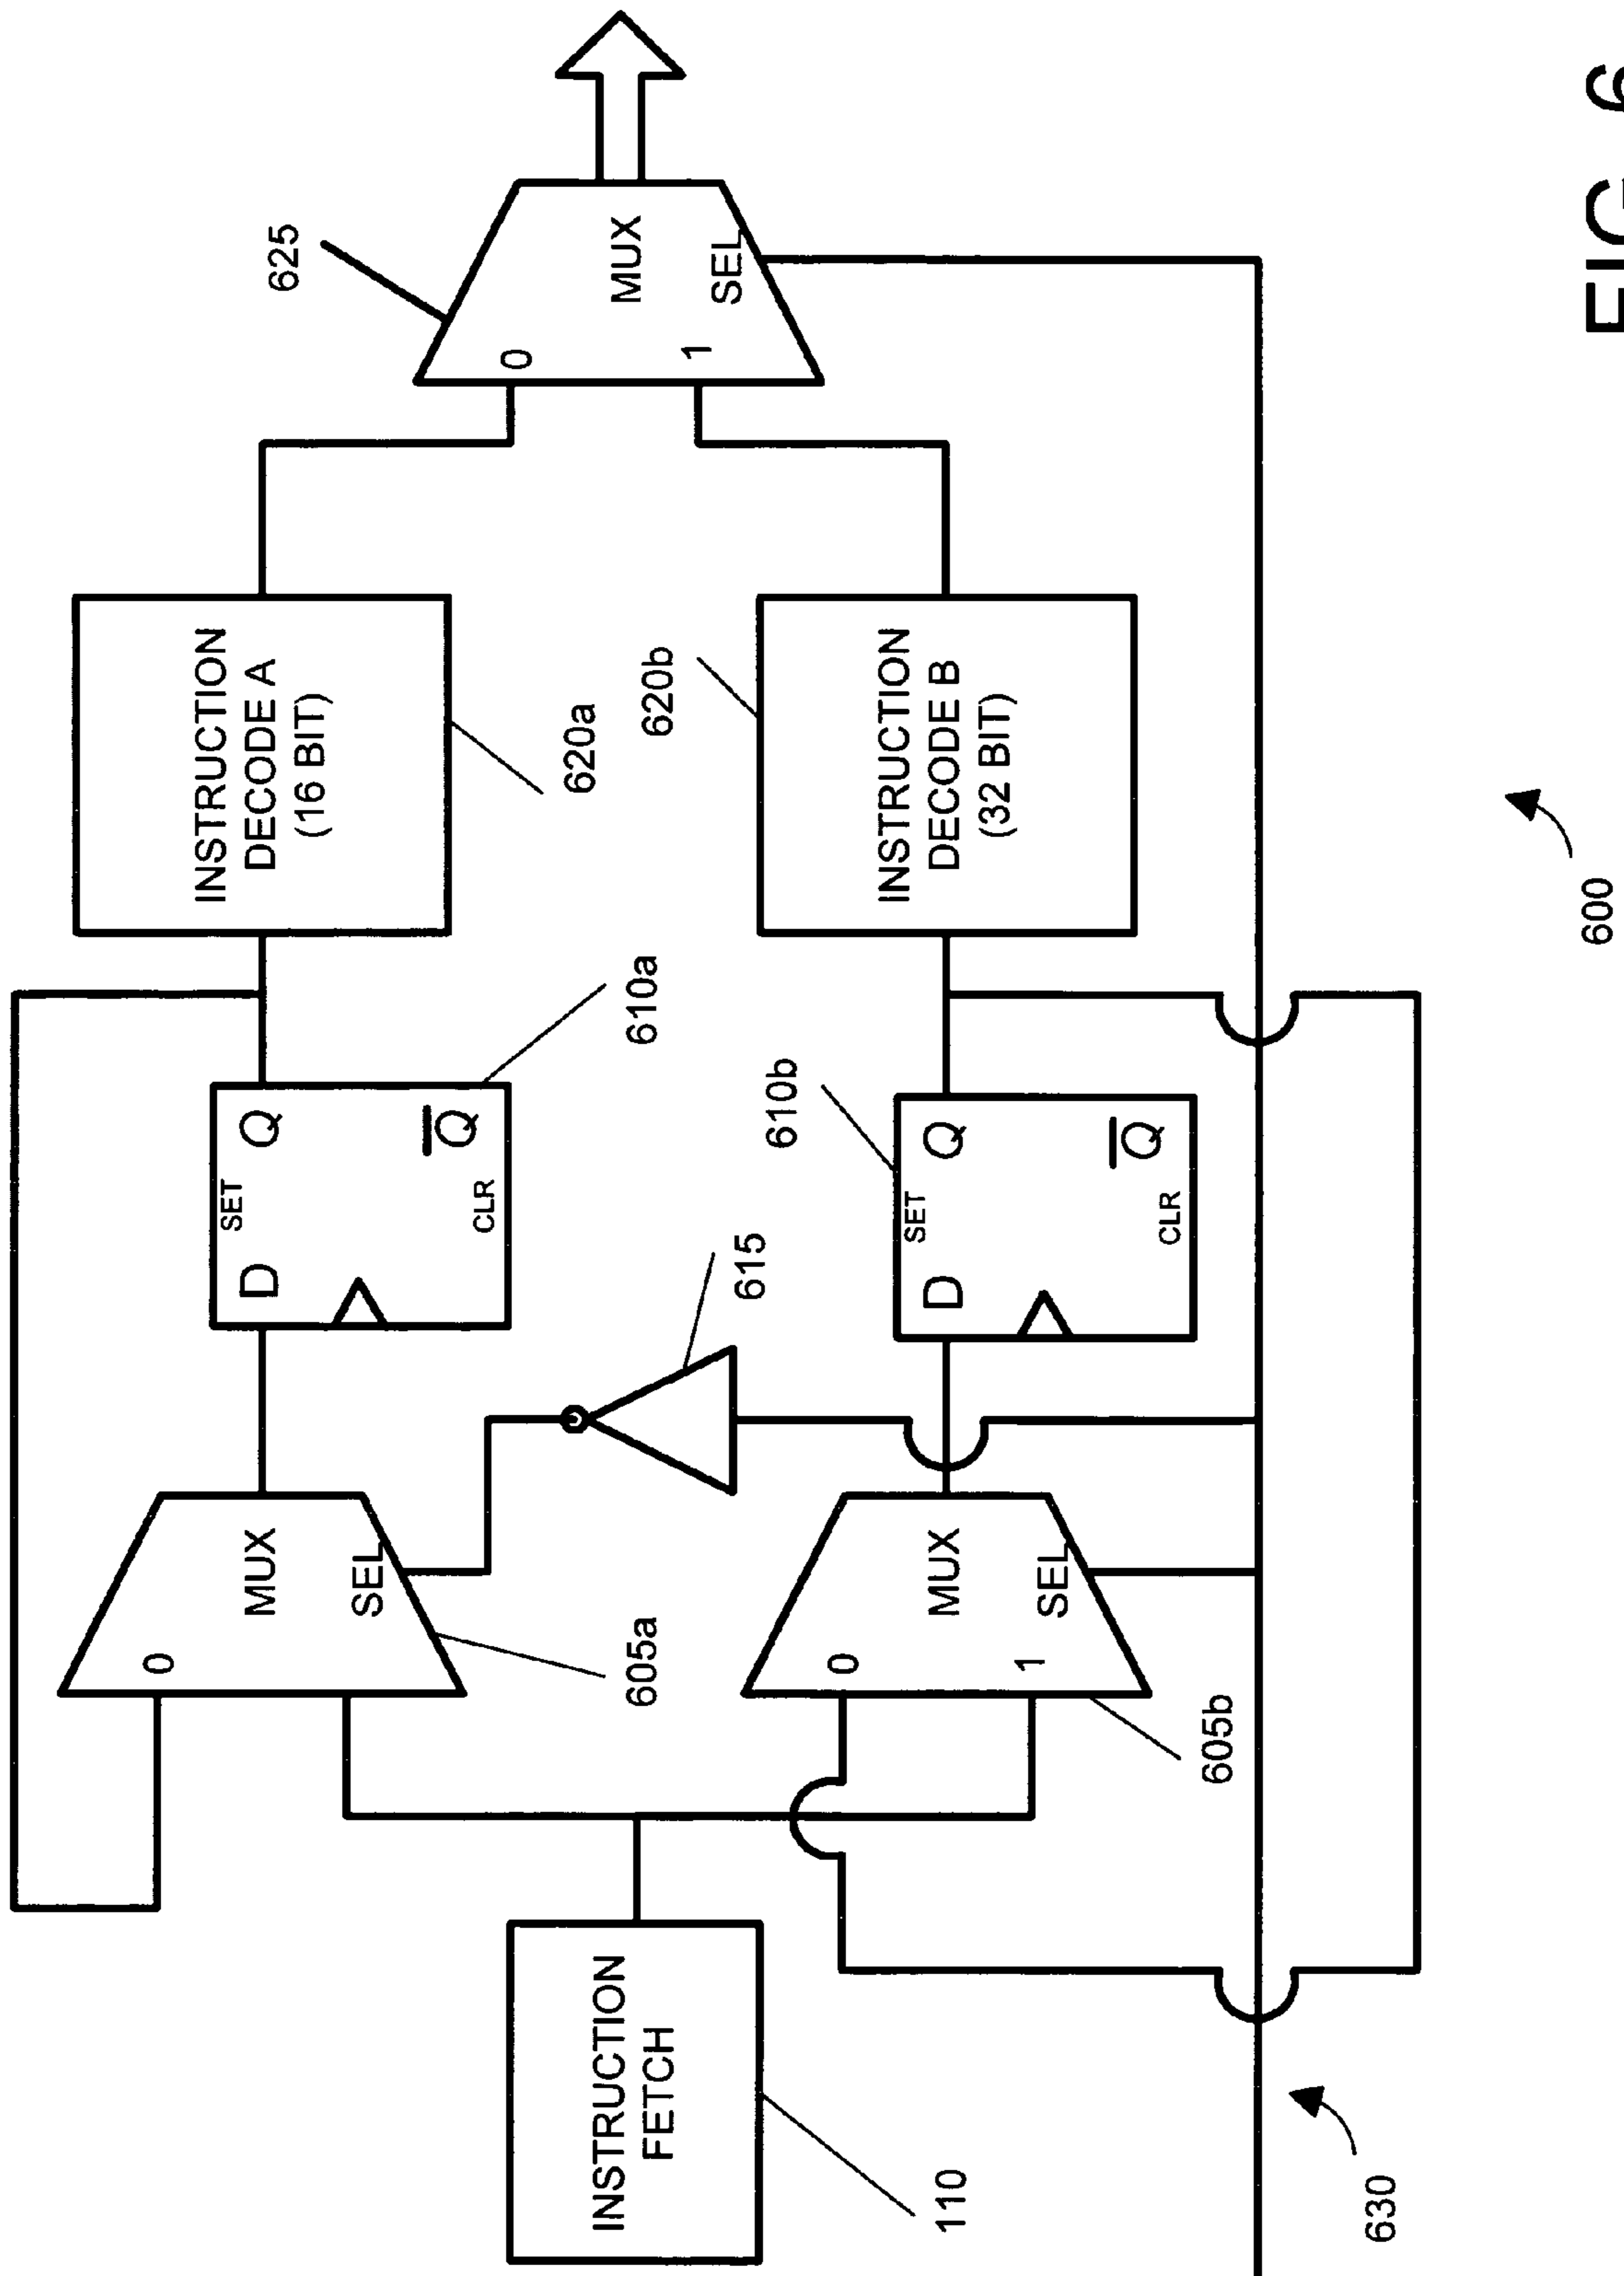 INSTRUCTION
FETCH
110
0
MUX
SEL
605a
0
1
MUX
SEL
605b
615
D
SET
Q
Q
CLR
610a
D
SET
Q
Q
CLR
610b
INSTRUCTION
DECODE A
(16 BIT)
620a
INSTRUCTION
DECODE B
(32 BIT)
620b
0
1
MUX
SEL
625
630
600
FIG. 6